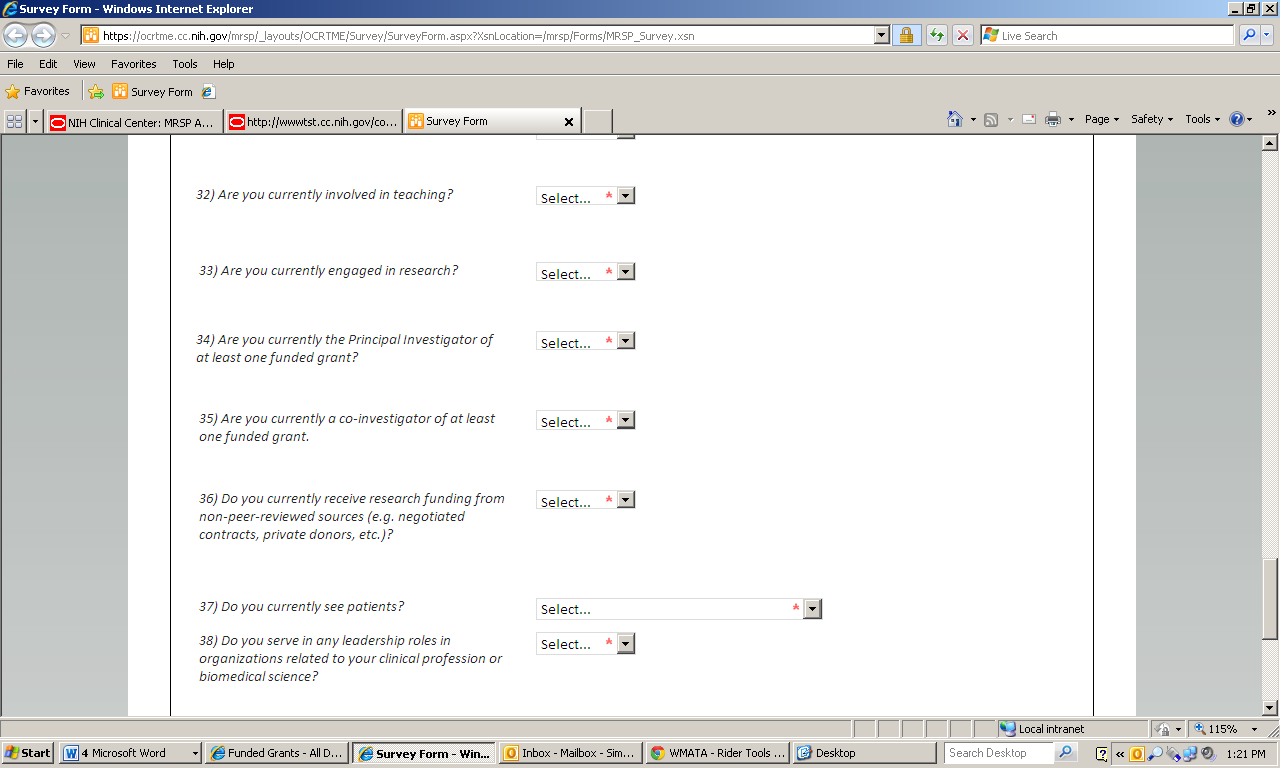 Survey Form - Windows Internet Explorer
https://ocrtme.cc.nih.gov/mrsp/_layouts/OCRTME/Survey/SurveyForm.aspx?XsnLocation=/mrsp/Forms/MRSP_Survey.xsn
Live Search
File Edit View Favorites Tools Help
Favorites Survey Form
NIH Clinical Center: MRSP A... http://wwwtst.cc.nih.gov/co... Survey Form Page Safety Tools
32) Are you currently involved in teaching? Select... *
33) Are you currently engaged in research? Select... *
34) Are you currently the Principal Investigator of Select... *
at least one funded grant?
35) Are you currently a co-investigator of at least Select... *
one funded grant.
36) Do you currently receive research funding from Select... *
non-peer-reviewed sources (e.g. negotiated
contracts, private donors, etc.)?
37) Do you currently see patients? Select... *
38) Do you serve in any leadership roles in Select... *
organizations related to your clinical profession or
biomedical science?
Local intranet 115%
Start 4 Microsoft Word Funded Grants - All D... Survey Form - Win... Inbox - Mailbox - Sim... WMATA - Rider Tools ... Desktop Search Desktop 1:21 PM